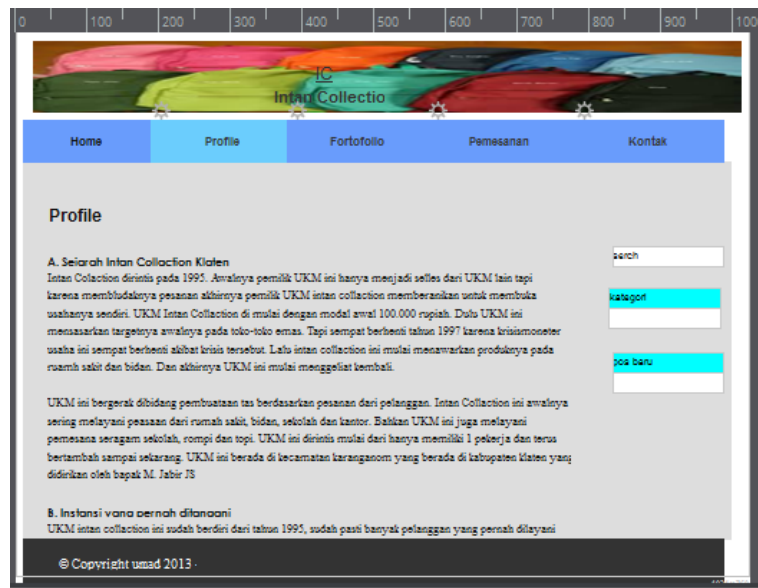 0 100 200 300 400 500 600 700 800 900 1000
IC
Intan Collectio
Home Profile Fortofolio Pemesanan Kontak
Profile
serch
A. Sejarah Intan Collaction Klaten
Intan Colaction dirintis pada 1995. Awalnya pemilik UKM ini hanya menjadi selles dari UKM lain tapi
karena membludaknya pesanan akhirnya pemilik UKM intan collaction memberanikan untuk membuka
kategori
usahanya sendiri. UKM Intan Collaction di mulai dengan modal awal 100.000 rupiah. Dulu UKM ini
mensasarkan targetnya awalnya pada toko-toko emas. Tapi sempat berhenti tahun 1997 karena krisismoneter
usaha ini sempat berhenti akibat krisis tersebut. Lalu intan collaction ini mulai menawarkan produknya pada
pos baru
ruamh sakit dan bidan. Dan akhirnya UKM ini mulai menggeliat kembali.
UKM ini bergerak dibidang pembuataan tas berdasarkan pesanan dari pelanggan. Intan Collaction ini awalnya
sering melayani peasaan dari rumah sakit, bidan, sekolah dan kantor. Bahkan UKM ini juga melayani
pemesana seragam sekolah, rompi dan topi. UKM ini dirintis mulai dari hanya memiliki 1 pekerja dan terus
bertambah sampai sekarang. UKM ini berada di kecamatan karanganom yang berada di kabupaten klaten yang
didirikan oleh bapak M. Jabir JS
B. Instansi yang pernah ditangani
UKM intan collaction ini sudah berdiri dari tahun 1995, sudah pasti banyak pelanggan yang pernah dilayani
© Copyright umad 2013 -